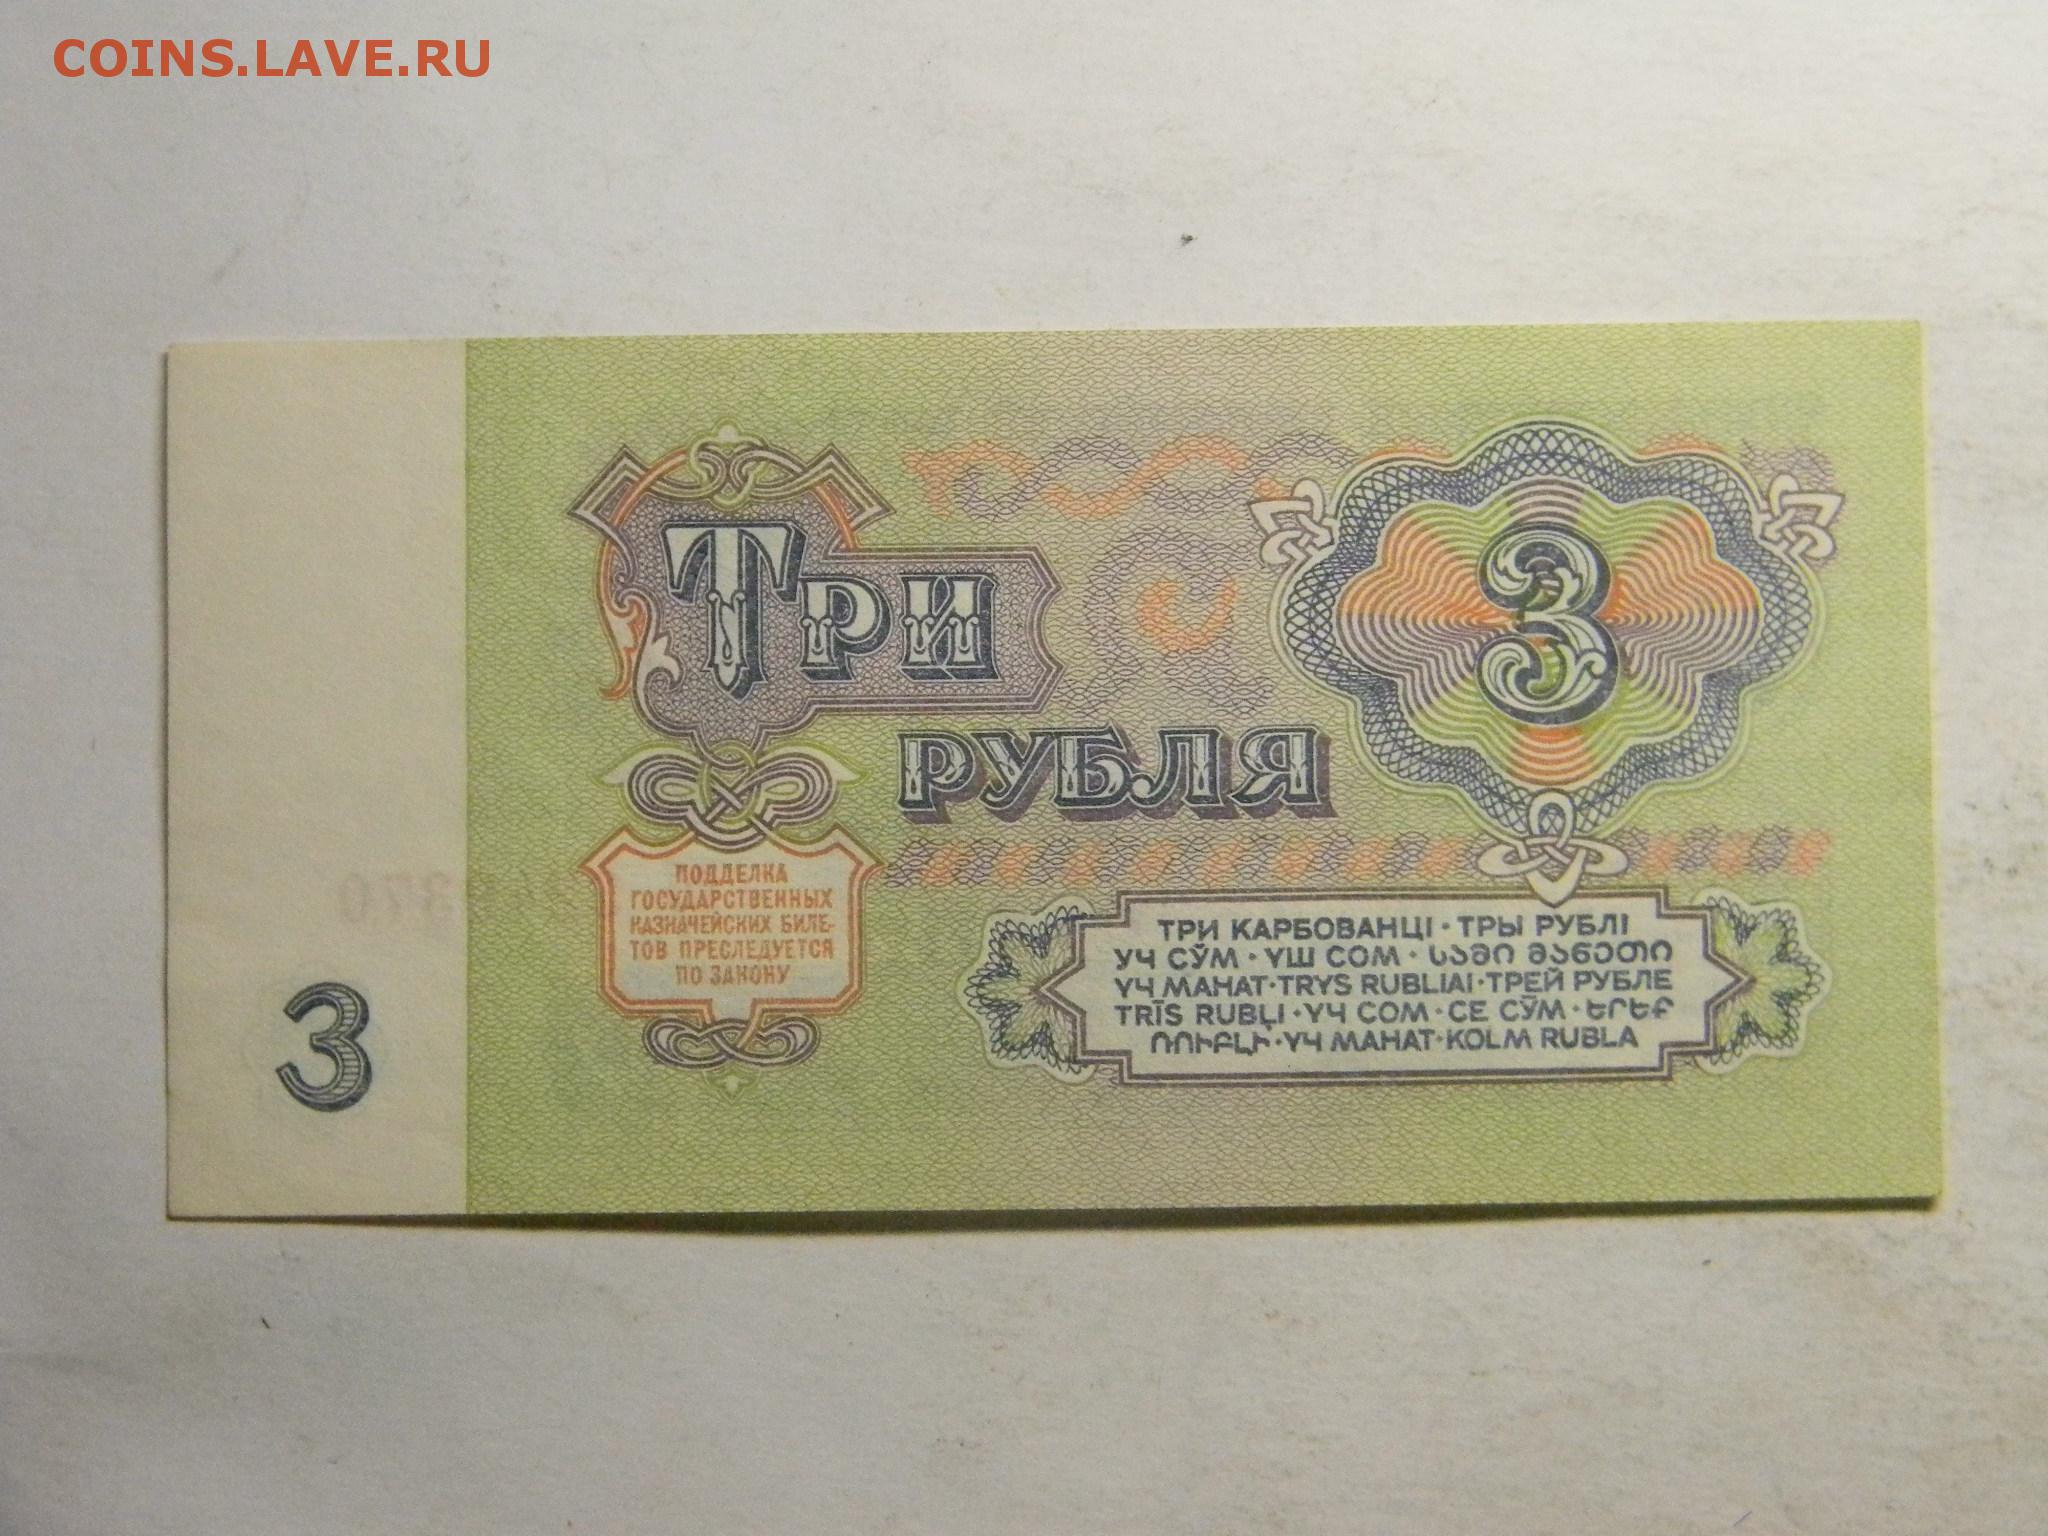 COINS.LAVE.RU
ТРИ
РУБЛЯ
3
ПОДДЕЛКА
ГОСУДАРСТВЕННЫХ
КАЗНАЧЕЙСКИХ БИЛЕ-
ТОВ ПРЕСЛЕДУЕТСЯ
ПО ЗАКОНУ
ТРИ КАРБОВАНЦІ · ТРЫ РУБЛІ
УЧ СЎМ · ҮШ СОМ · ᲡᲐᲛᲘ ᲛᲐᲜᲔᲗᲘ
ҮЧ МАНАТ · TRYS RUBLIAI · ТРЕЙ РУБЛЕ
TRĪS RUBĻI · ҮЧ СОМ · СЕ СӮМ · ԵՐԵՔ
ՌՈՒԲԼԻ · ҮЧ МАНАТ · KOLM RUBLA
3